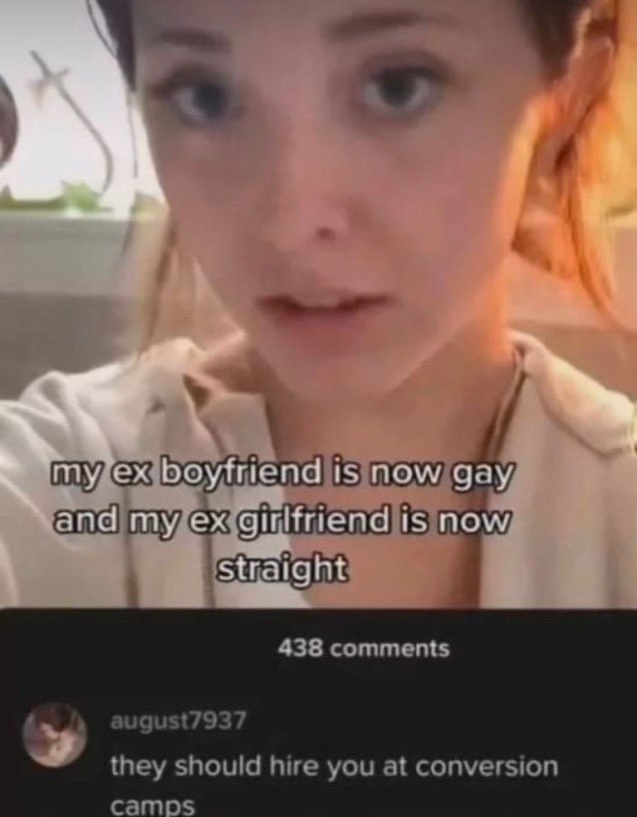 my ex boyfriend is now gay
and my ex girlfriend is now
straight
438 comments
august7937
they should hire you at conversion
camps